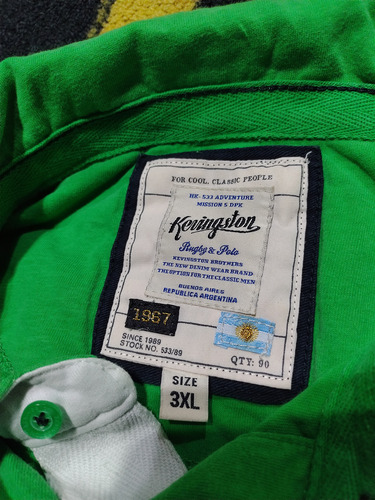 FOR COOL, CLASSIC PEOPLE
HK-533 ADVENTURE
MISSION S DPK
Kevingston
Rugby & Polo
KEVINGSTON BROTHERS
THE NEW DENIM WEAR BRAND
THE OPTION FOR THE CLASSIC MEN
BUENOS AIRES
REPUBLICA ARGENTINA
1967
SINCE 1989
STOCK NO. 533/89
QTY: 90
SIZE
3XL